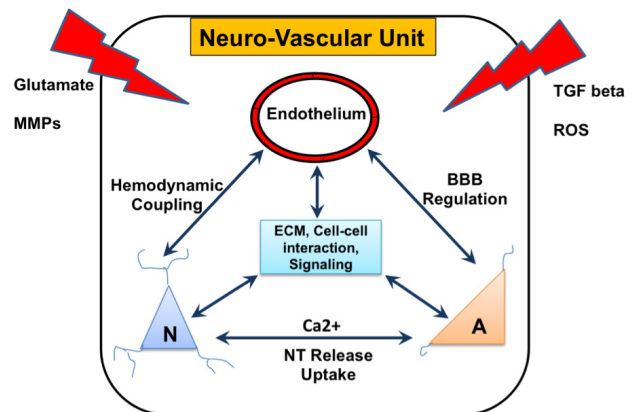 Neuro-Vascular Unit
Glutamate
MMPs
TGF beta
ROS
Endothelium
Hemodynamic
Coupling
BBB
Regulation
ECM, Cell-cell
interaction,
Signaling
N
A
Ca2+
NT Release
Uptake